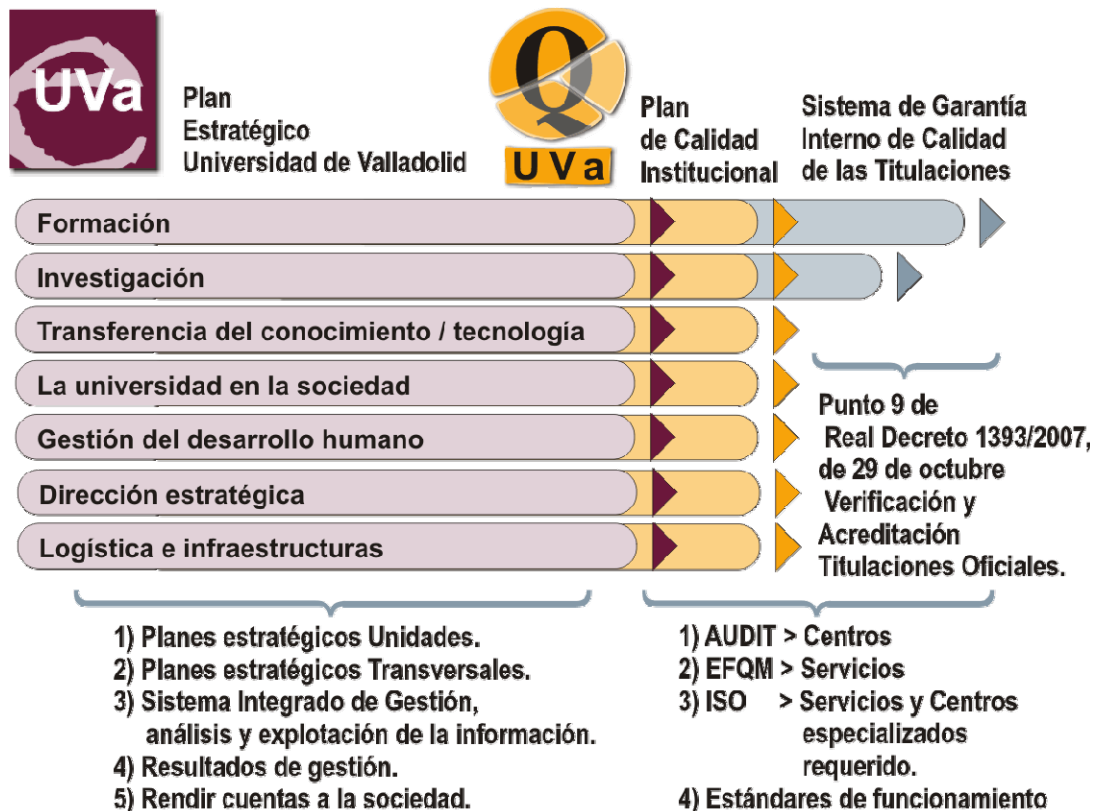 UVa
Plan
Estratégico
Universidad de Valladolid
Q
UVa
Plan
de Calidad
Institucional
Sistema de Garantía
Interno de Calidad
de las Titulaciones
Formación
Investigación
Transferencia del conocimiento / tecnología
La universidad en la sociedad
Gestión del desarrollo humano
Dirección estratégica
Logística e infraestructuras
Punto 9 de
Real Decreto 1393/2007,
de 29 de octubre
Verificación y
Acreditación
Titulaciones Oficiales.
1) Planes estratégicos Unidades.
2) Planes estratégicos Transversales.
3) Sistema Integrado de Gestión,
análisis y explotación de la información.
4) Resultados de gestión.
5) Rendir cuentas a la sociedad.
1) AUDIT > Centros
2) EFQM > Servicios
3) ISO > Servicios y Centros
especializados
requerido.
4) Estándares de funcionamiento